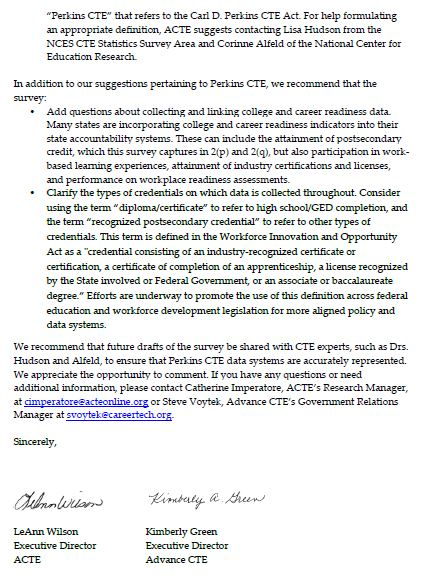 “Perkins CTE” that refers to the Carl D. Perkins CTE Act. For help formulating
an appropriate definition, ACTE suggests contacting Lisa Hudson from the
NCES CTE Statistics Survey Area and Corinne Alfeld of the National Center for
Education Research.
In addition to our suggestions pertaining to Perkins CTE, we recommend that the
survey:
• Add questions about collecting and linking college and career readiness data.
Many states are incorporating college and career readiness indicators into their
state accountability systems. These can include the attainment of postsecondary
credit, which this survey captures in 2(p) and 2(q), but also participation in work-
based learning experiences, attainment of industry certifications and licenses,
and performance on workplace readiness assessments.
• Clarify the types of credentials on which data is collected throughout. Consider
using the term “diploma/certificate” to refer to high school/GED completion, and
the term “recognized postsecondary credential” to refer to other types of
credentials. This term is defined in the Workforce Innovation and Opportunity
Act as a "credential consisting of an industry-recognized certificate or
certification, a certificate of completion of an apprenticeship, a license recognized
by the State involved or Federal Government, or an associate or baccalaureate
degree.” Efforts are underway to promote the use of this definition across federal
education and workforce development legislation for more aligned policy and
data systems.
We recommend that future drafts of the survey be shared with CTE experts, such as Drs.
Hudson and Alfeld, to ensure that Perkins CTE data systems are accurately represented.
We appreciate the opportunity to comment. If you have any questions or need
additional information, please contact Catherine Imperatore, ACTE’s Research Manager,
at cimperatore@acteonline.org or Steve Voytek, Advance CTE’s Government Relations
Manager at svoytek@careertech.org.
Sincerely,
LeAnn Wilson Kimberly A. Green
LeAnn Wilson Kimberly Green
Executive Director Executive Director
ACTE Advance CTE